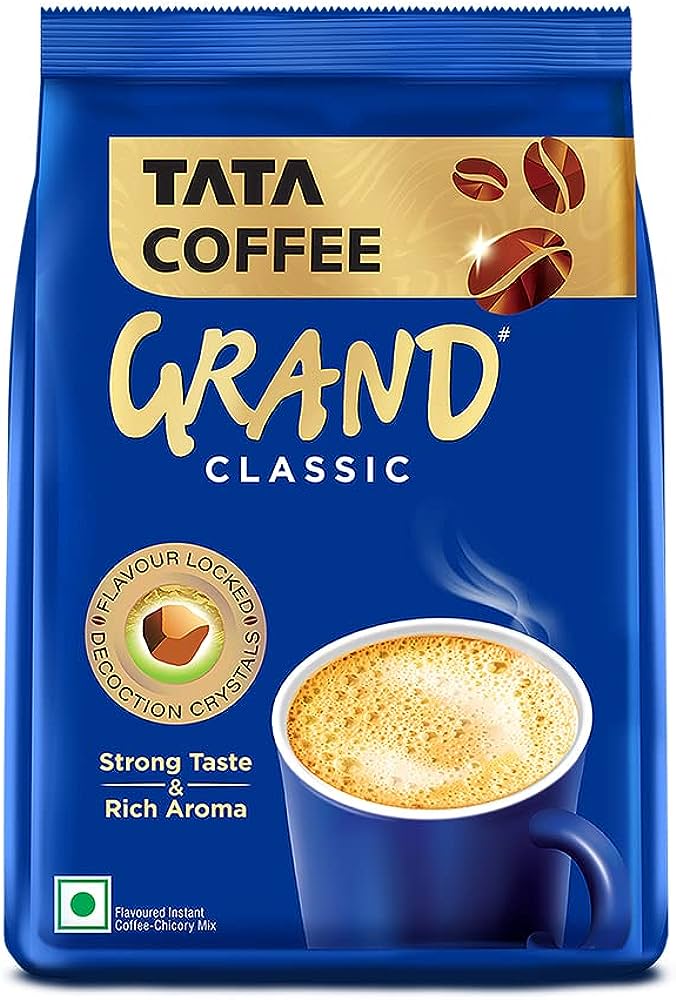 TATA
COFFEE
GRAND#
CLASSIC
FLAVOUR LOCKED
DECOCTION CRYSTALS
Strong Taste
&
Rich Aroma
Flavoured Instant
Coffee-Chicory Mix